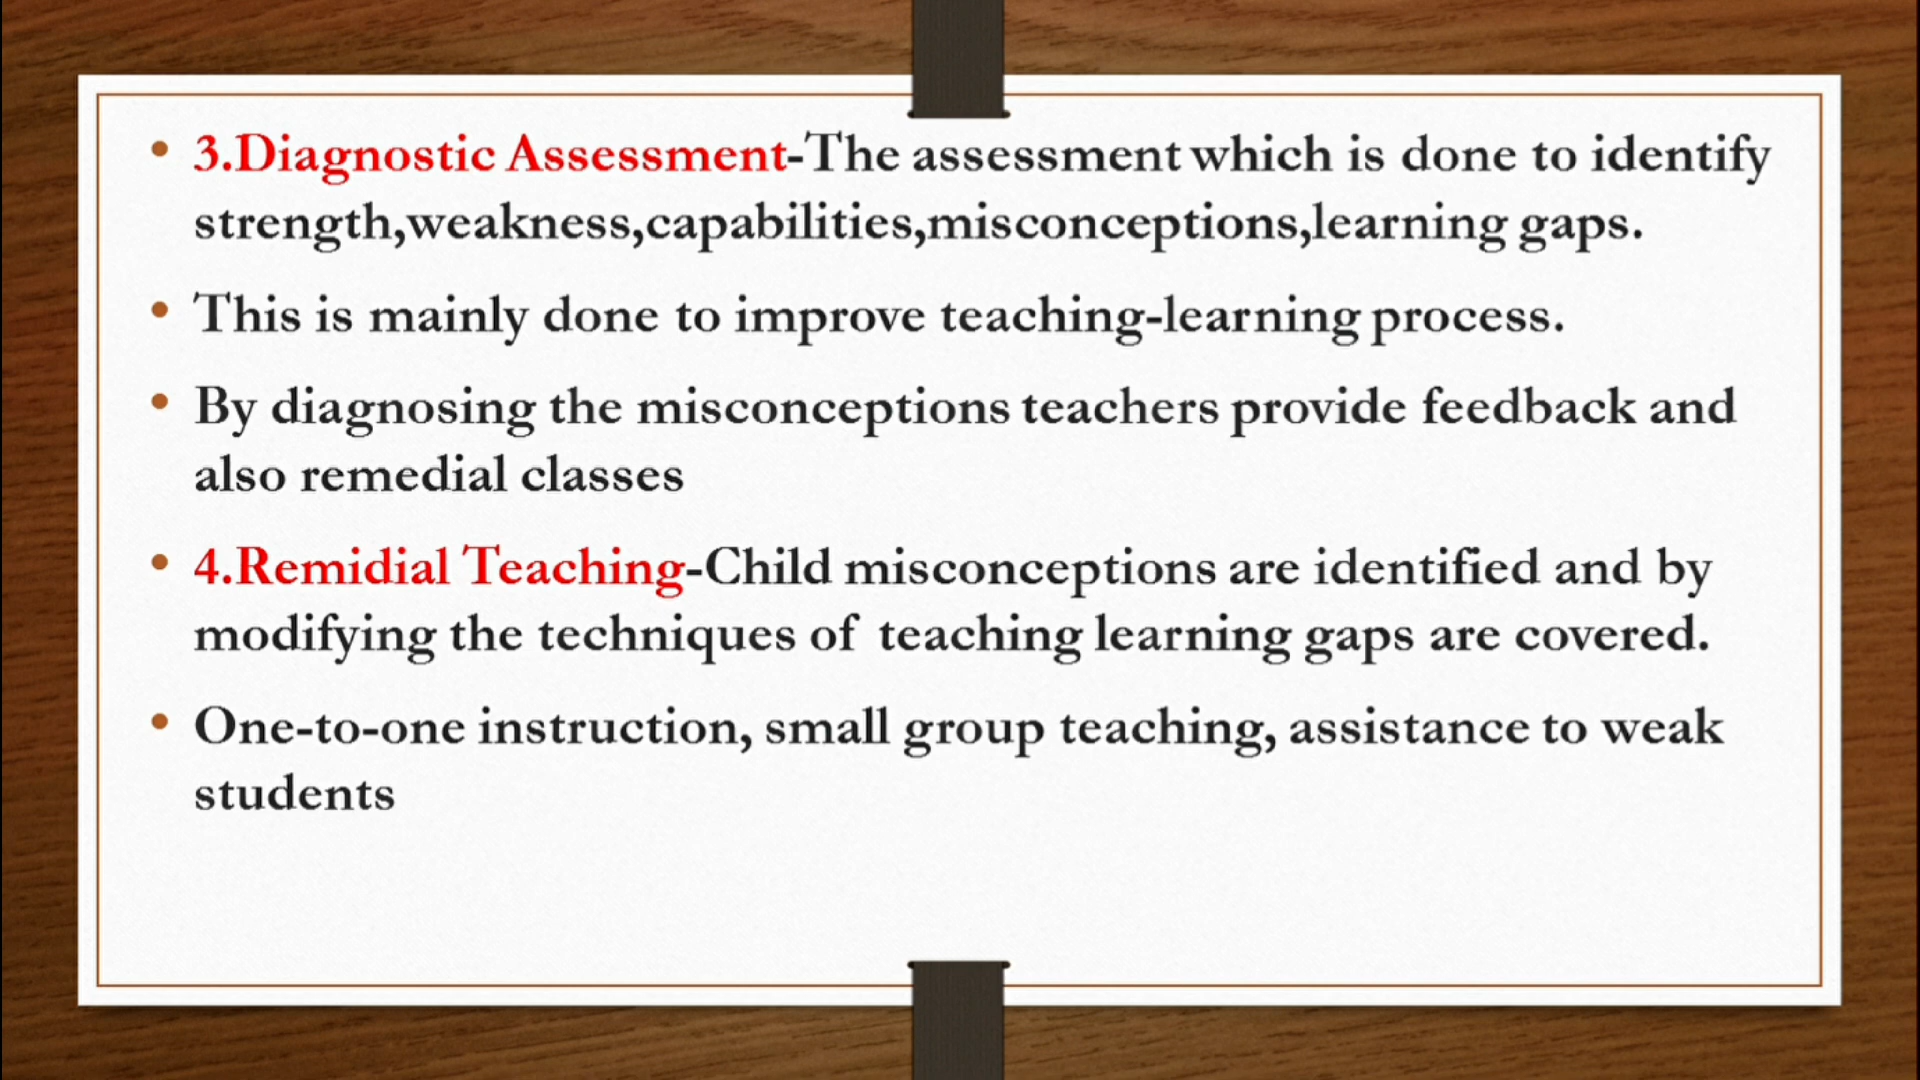 • 3.Diagnostic Assessment-The assessment which is done to identify
strength,weakness,capabilities,misconceptions,learning gaps.
• This is mainly done to improve teaching-learning process.
• By diagnosing the misconceptions teachers provide feedback and
also remedial classes
• 4.Remidial Teaching-Child misconceptions are identified and by
modifying the techniques of teaching learning gaps are covered.
• One-to-one instruction, small group teaching, assistance to weak
students